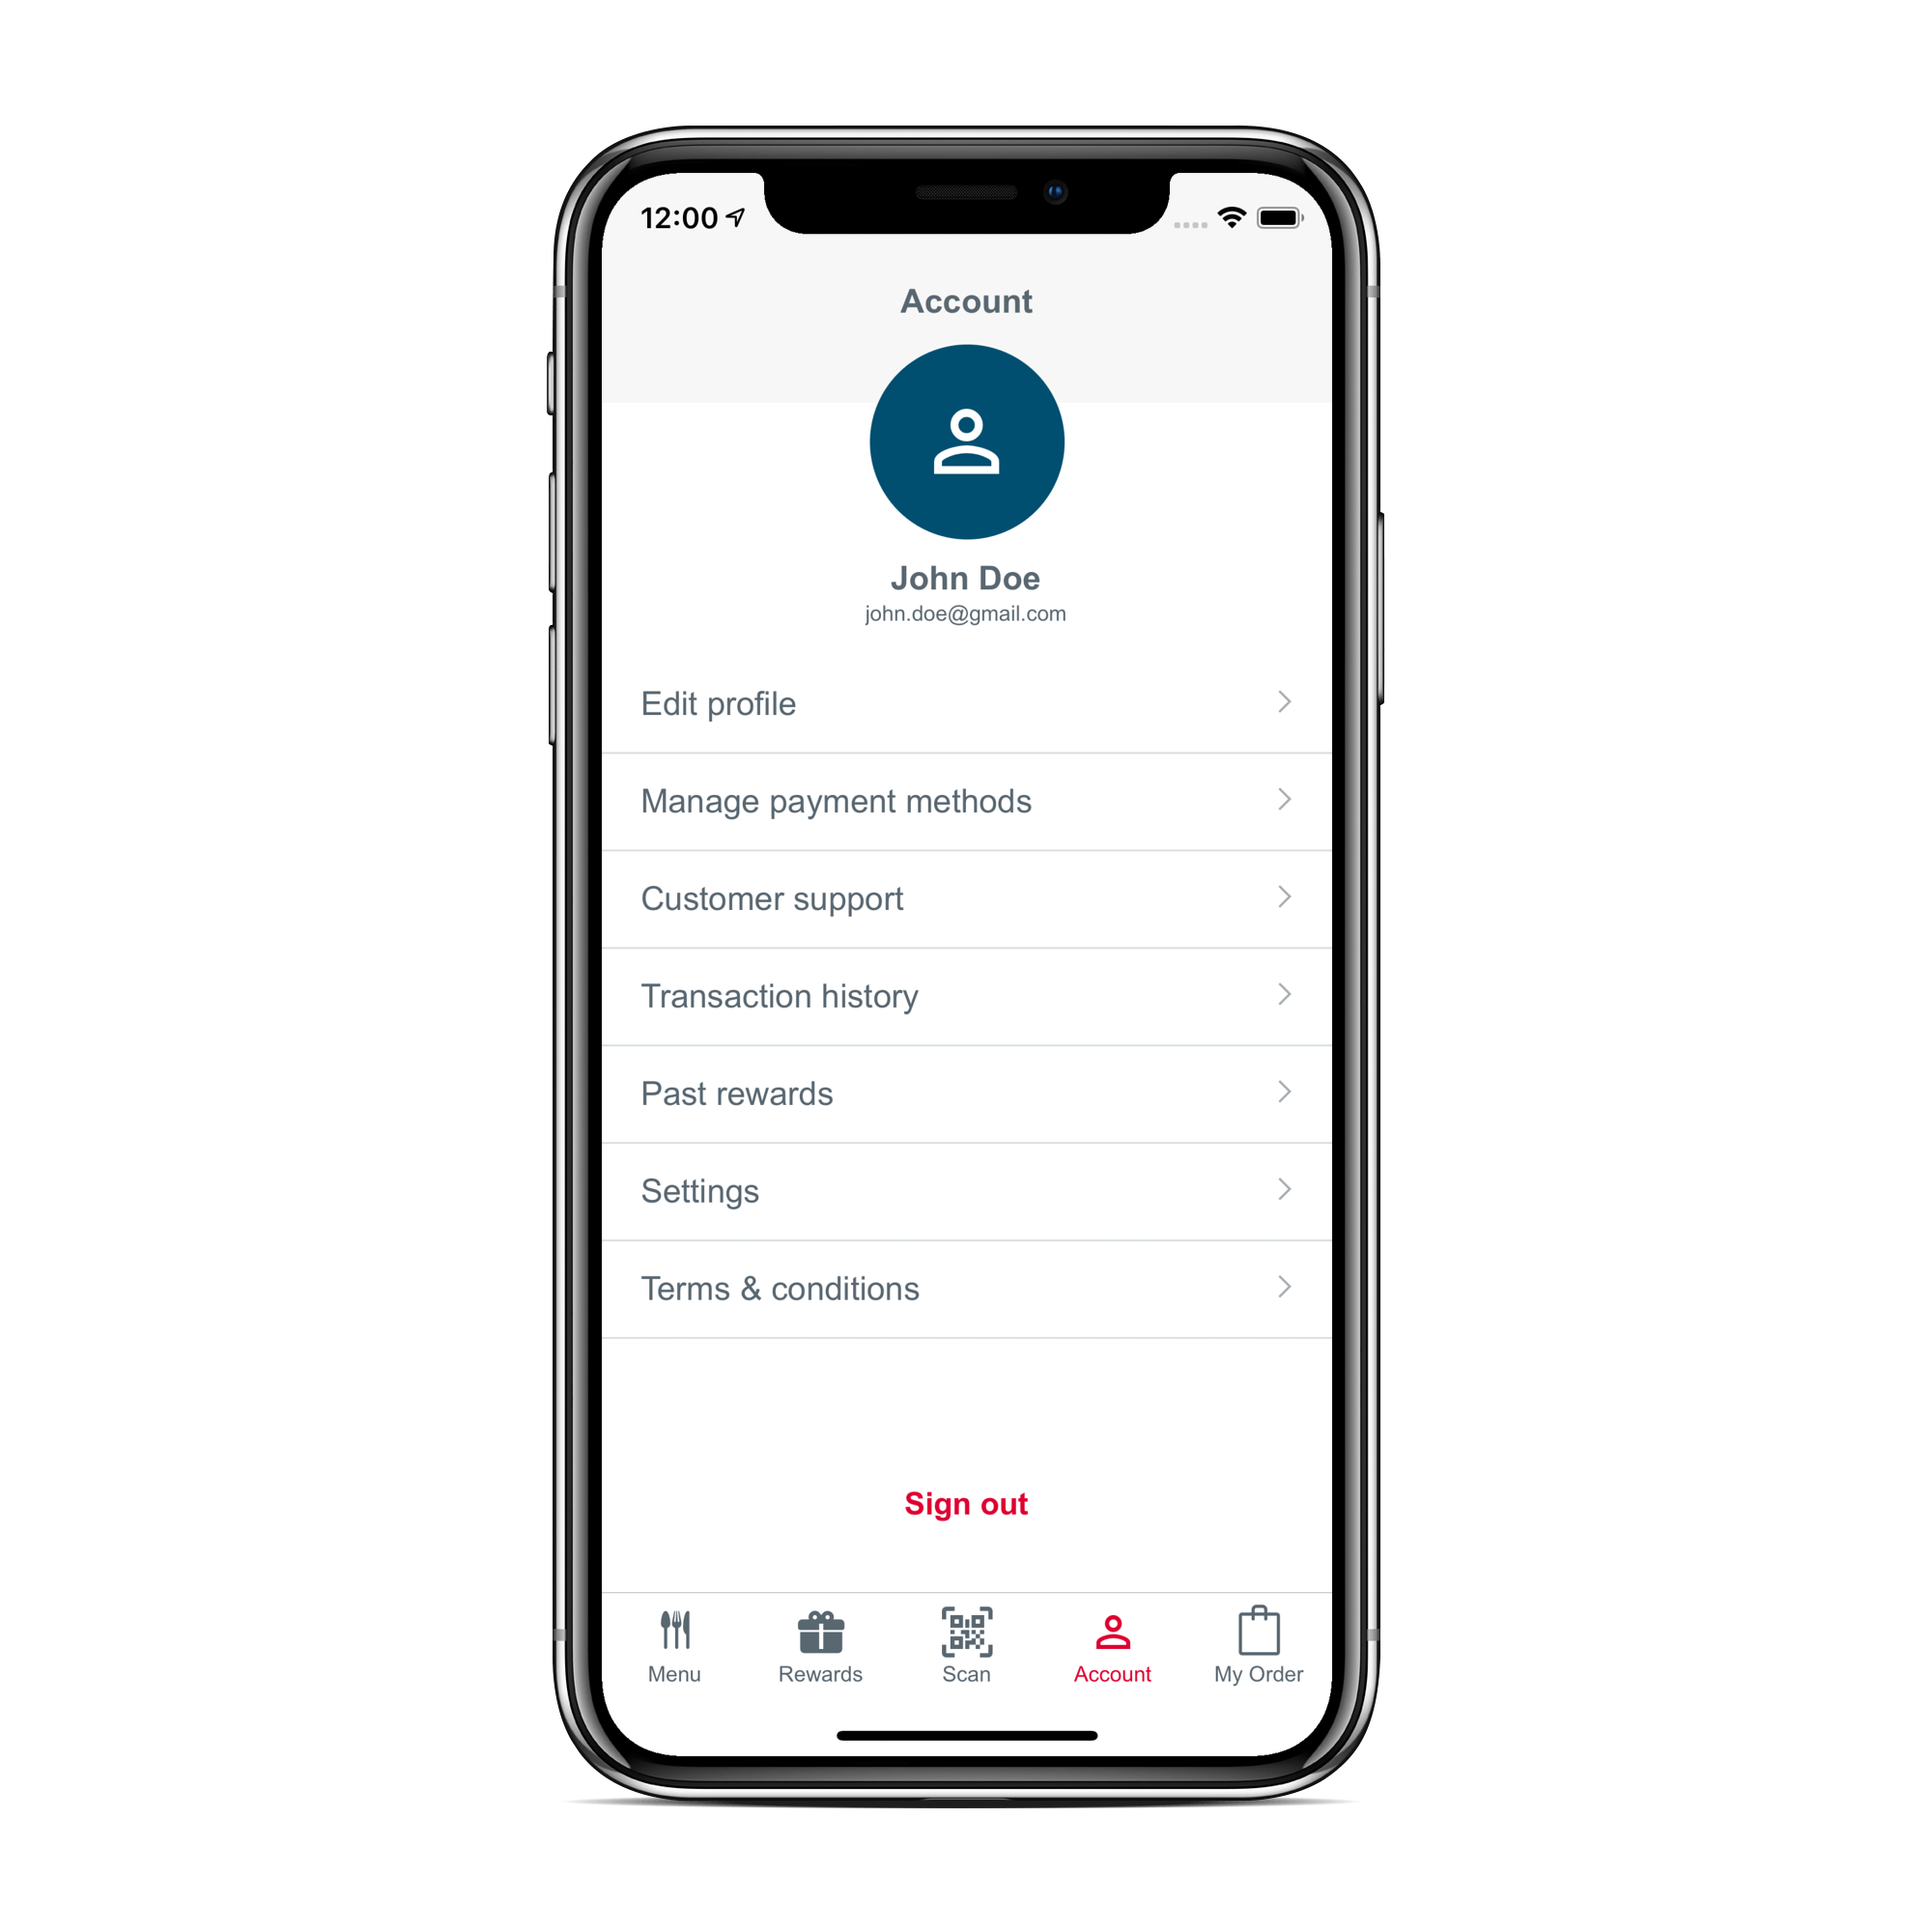 12:00
Account
John Doe
john.doe@gmail.com
Edit profile
Manage payment methods
Customer support
Transaction history
Past rewards
Settings
Terms & conditions
Sign out
Menu
Rewards
Scan
Account
My Order